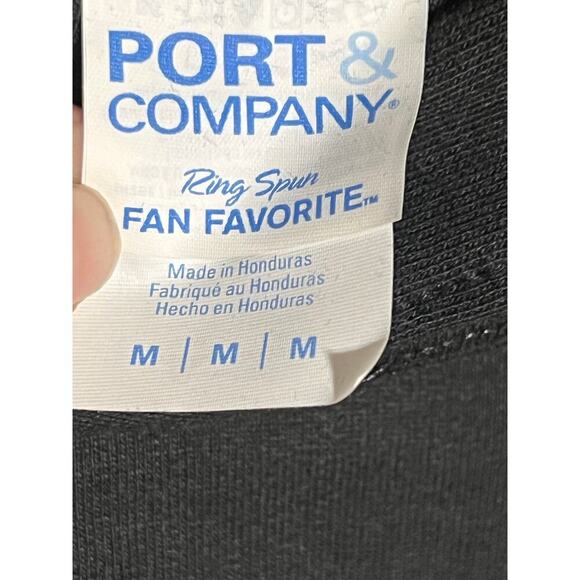 PORT &
COMPANY®
Ring Spun
FAN FAVORITE™
Made in Honduras
Fabriqué au Honduras
Hecho en Honduras
M | M | M